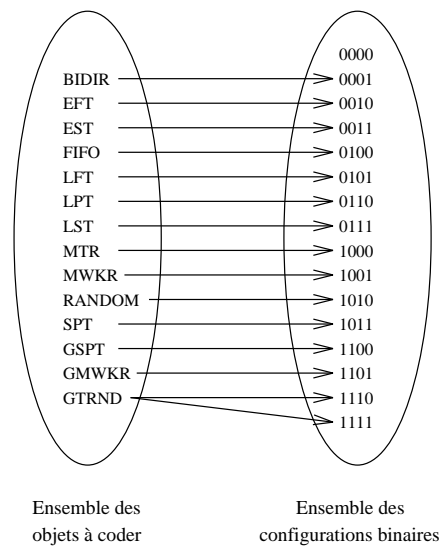 0000
BIDIR 0001
EFT 0010
EST 0011
FIFO 0100
LFT 0101
LPT 0110
LST 0111
MTR 1000
MWKR 1001
RANDOM 1010
SPT 1011
GSPT 1100
GMWKR 1101
GTRND 1110
1111
Ensemble des Ensemble des
objets à coder configurations binaires